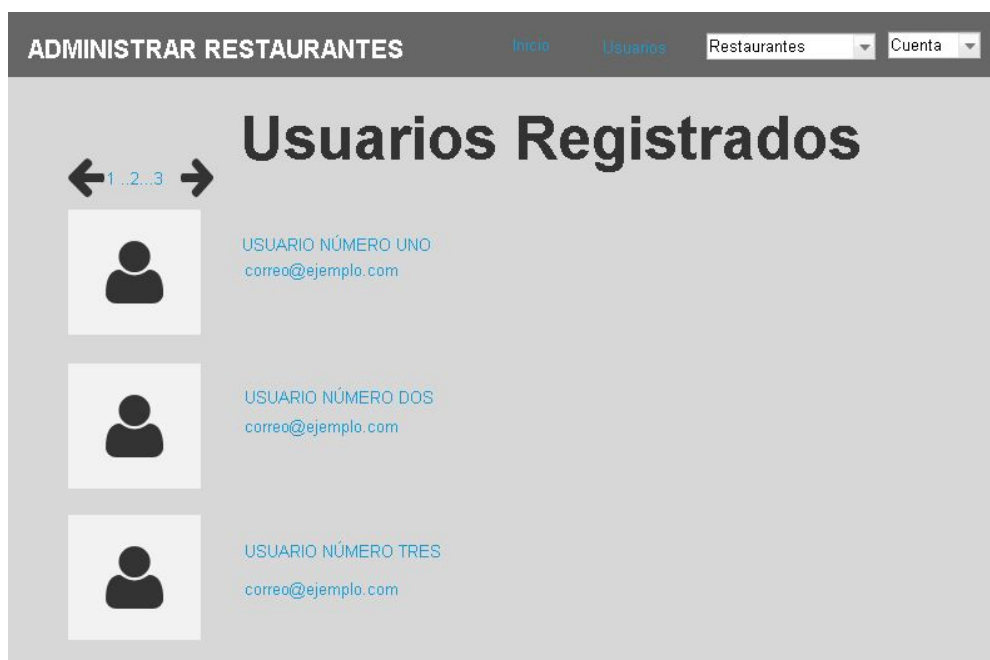 ADMINISTRAR RESTAURANTES Inicio Usuarios Restaurantes Cuenta
Usuarios Registrados
1 ..2...3
USUARIO NÚMERO UNO
correo@ejemplo.com
USUARIO NÚMERO DOS
correo@ejemplo.com
USUARIO NÚMERO TRES
correo@ejemplo.com